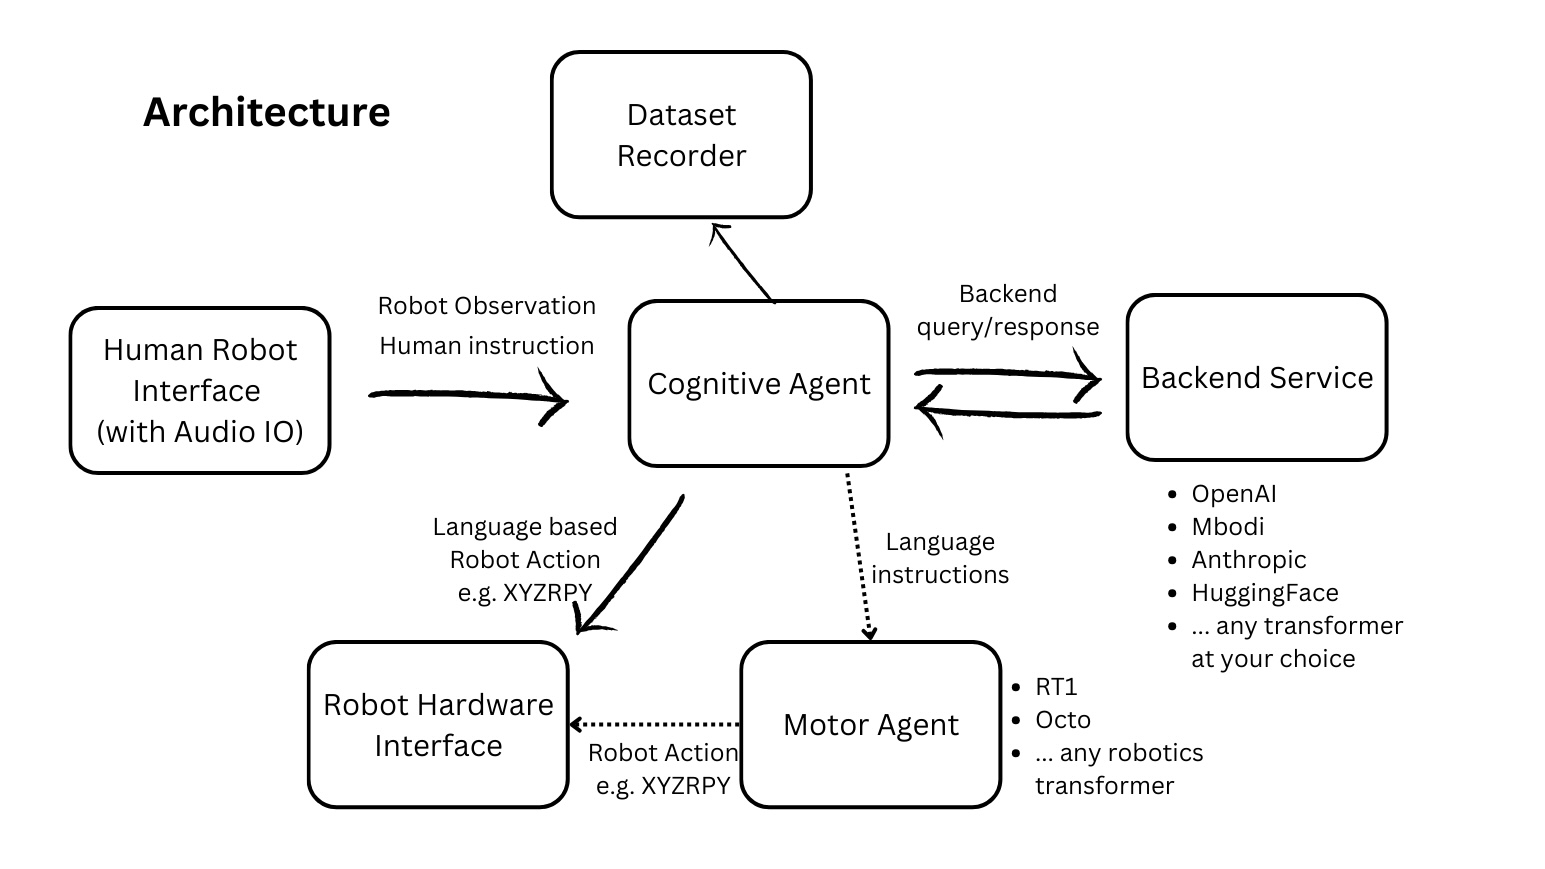 Architecture
Dataset
Recorder
Human Robot
Interface
(with Audio IO)
Robot Observation
Human instruction
Cognitive Agent
Backend
query/response
Backend Service
• OpenAI
• Mbodi
• Anthropic
• HuggingFace
• ... any transformer
at your choice
Language based
Robot Action
e.g. XYZRPY
Language
instructions
Robot Hardware
Interface
Robot Action
e.g. XYZRPY
Motor Agent
• RT1
• Octo
• ... any robotics
transformer